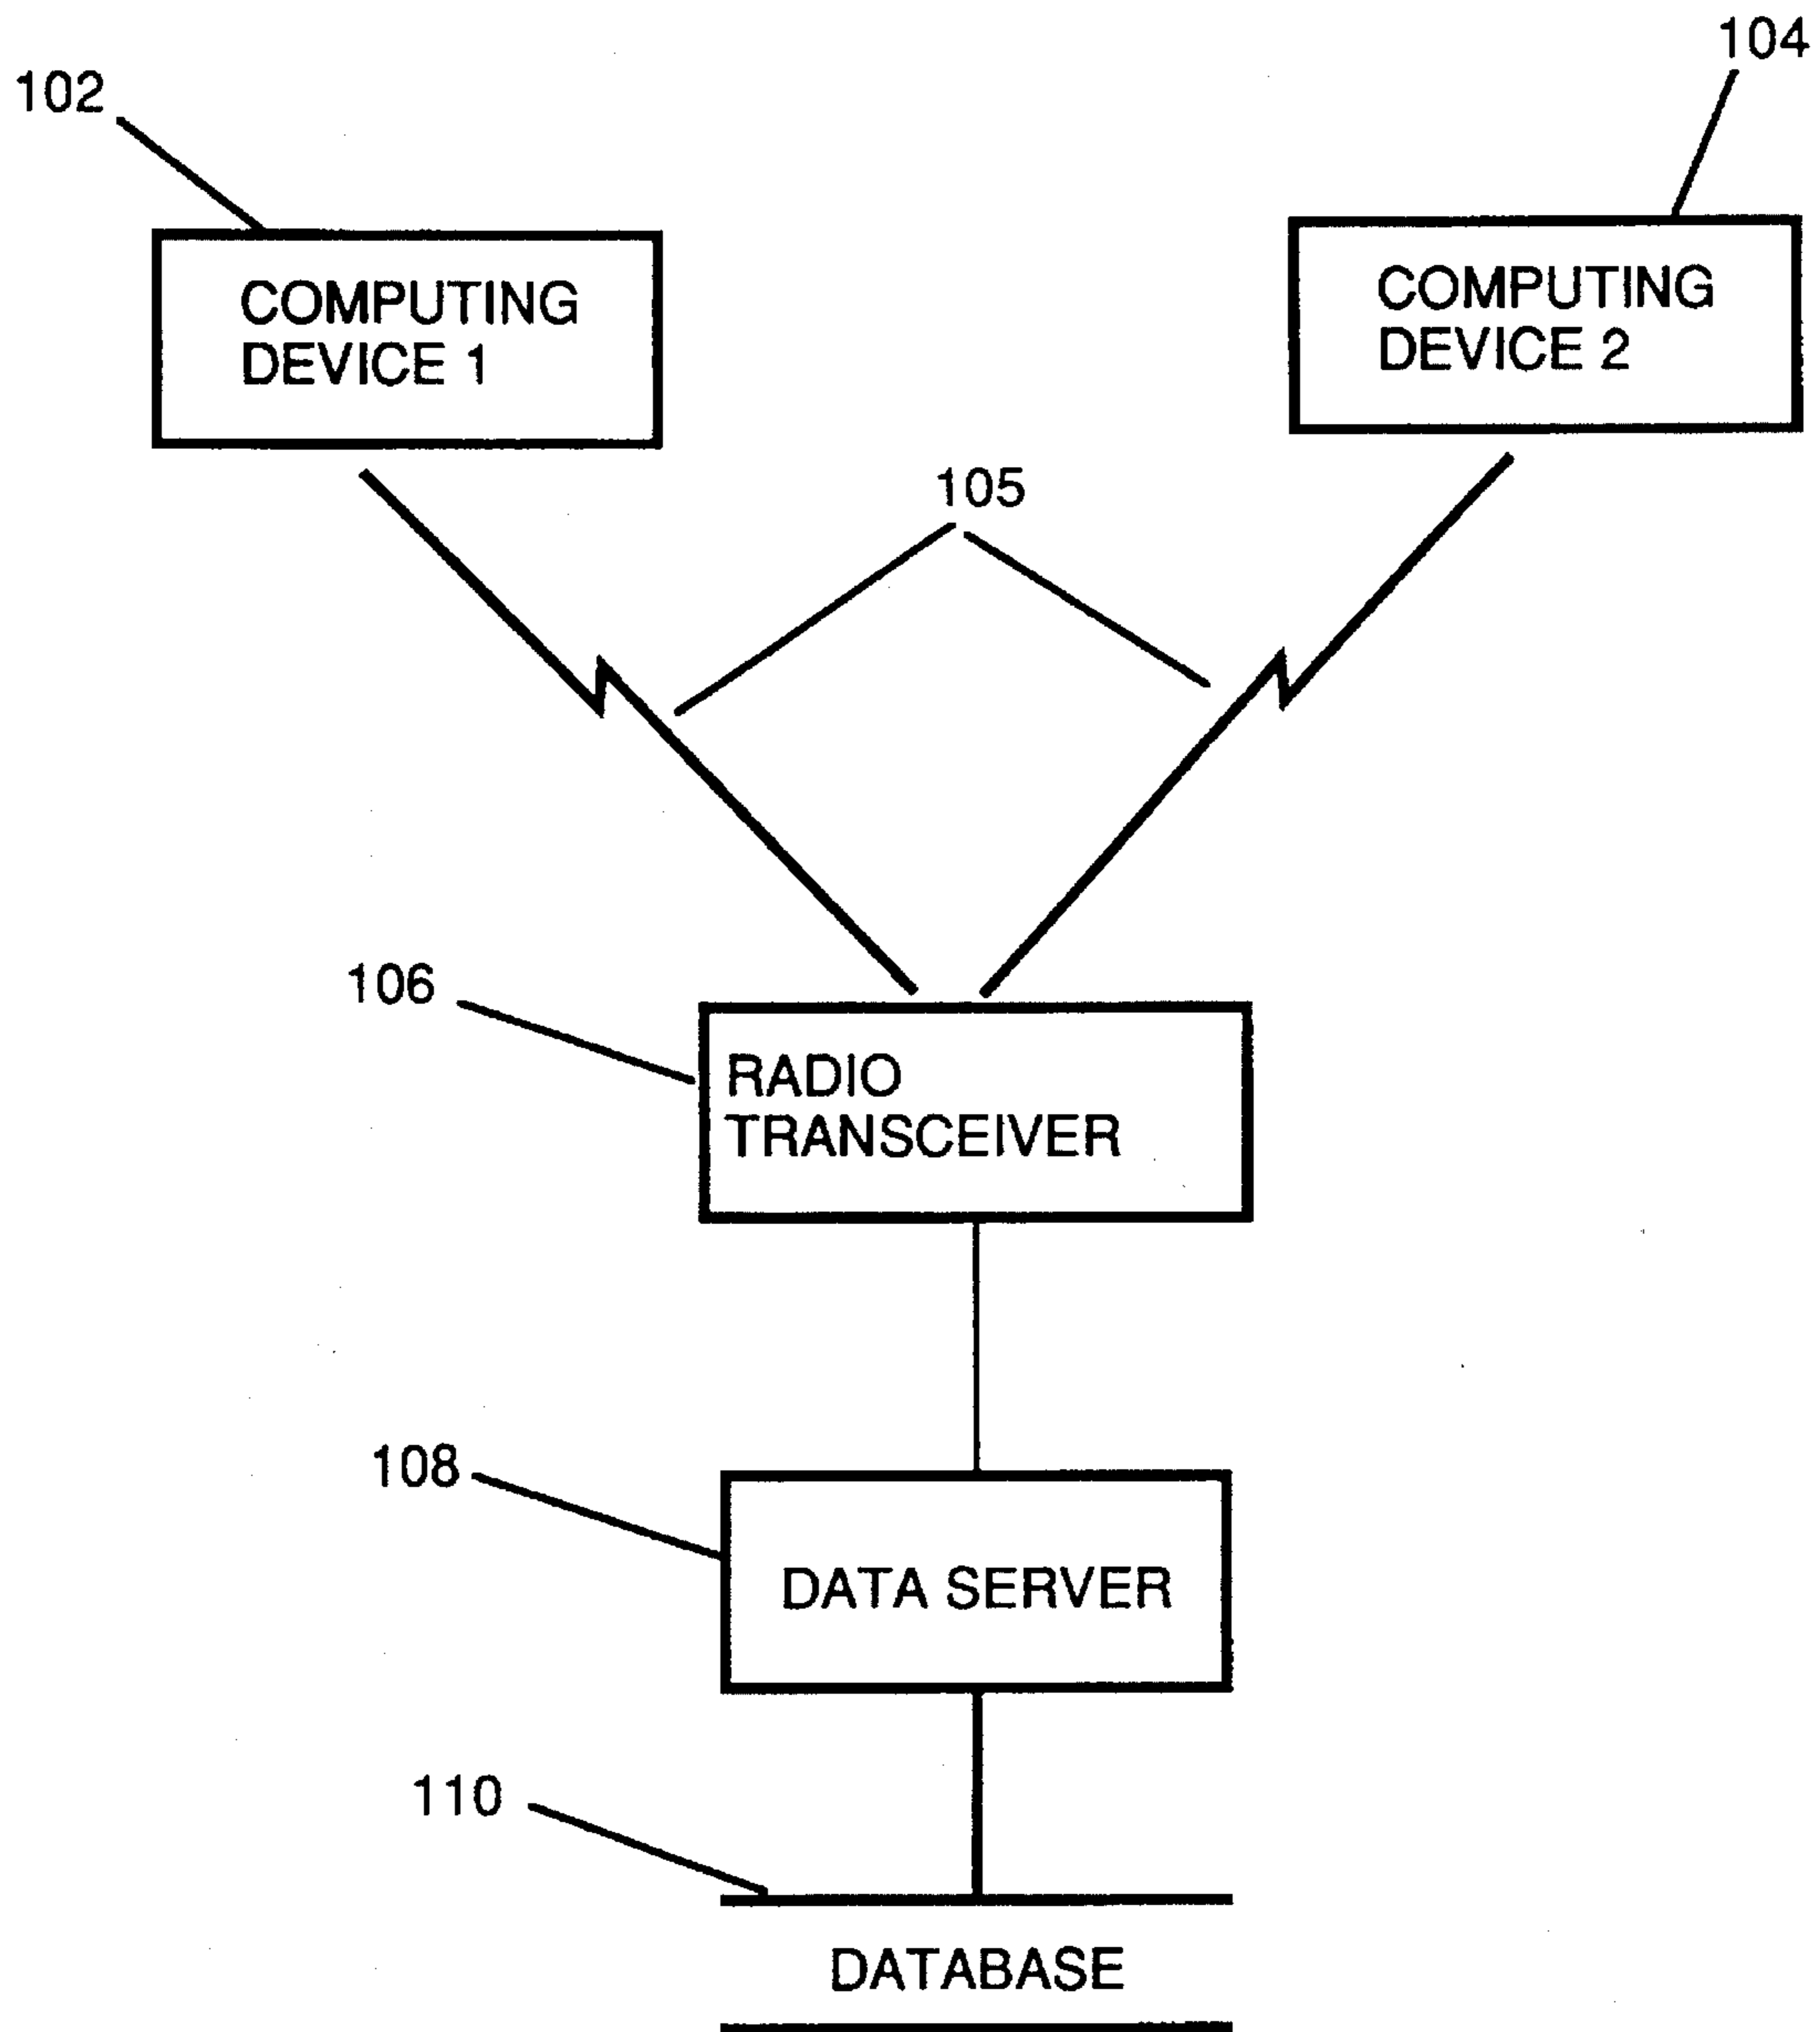 104
102
COMPUTING
DEVICE 1
COMPUTING
DEVICE 2
105
106
RADIO
TRANSCEIVER
108
DATA SERVER
110
DATABASE